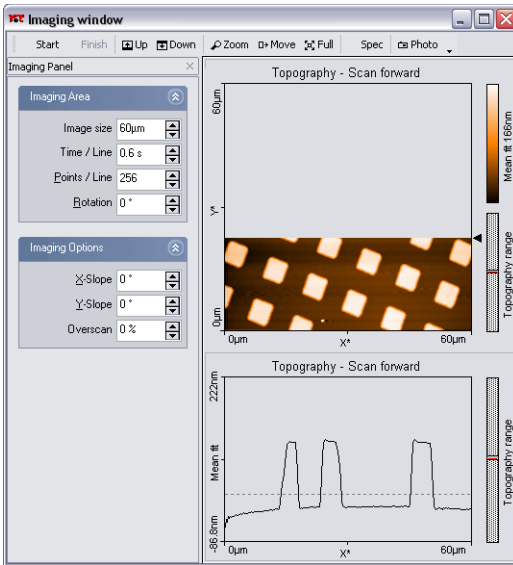 Imaging window
Start Finish Up Down Zoom Move Full Spec Photo
Imaging Panel
Imaging Area
Image size 60µm
Time / Line 0.6 s
Points / Line 256
Rotation 0 °
Imaging Options
X-Slope 0 °
Y-Slope 0 °
Overscan 0 %
Topography - Scan forward
60µm
Y*
0µm
0µm X* 60µm
Mean fit 166nm
Topography range
Topography - Scan forward
222nm
Mean fit
-86.8nm
0µm X* 60µm
Topography range